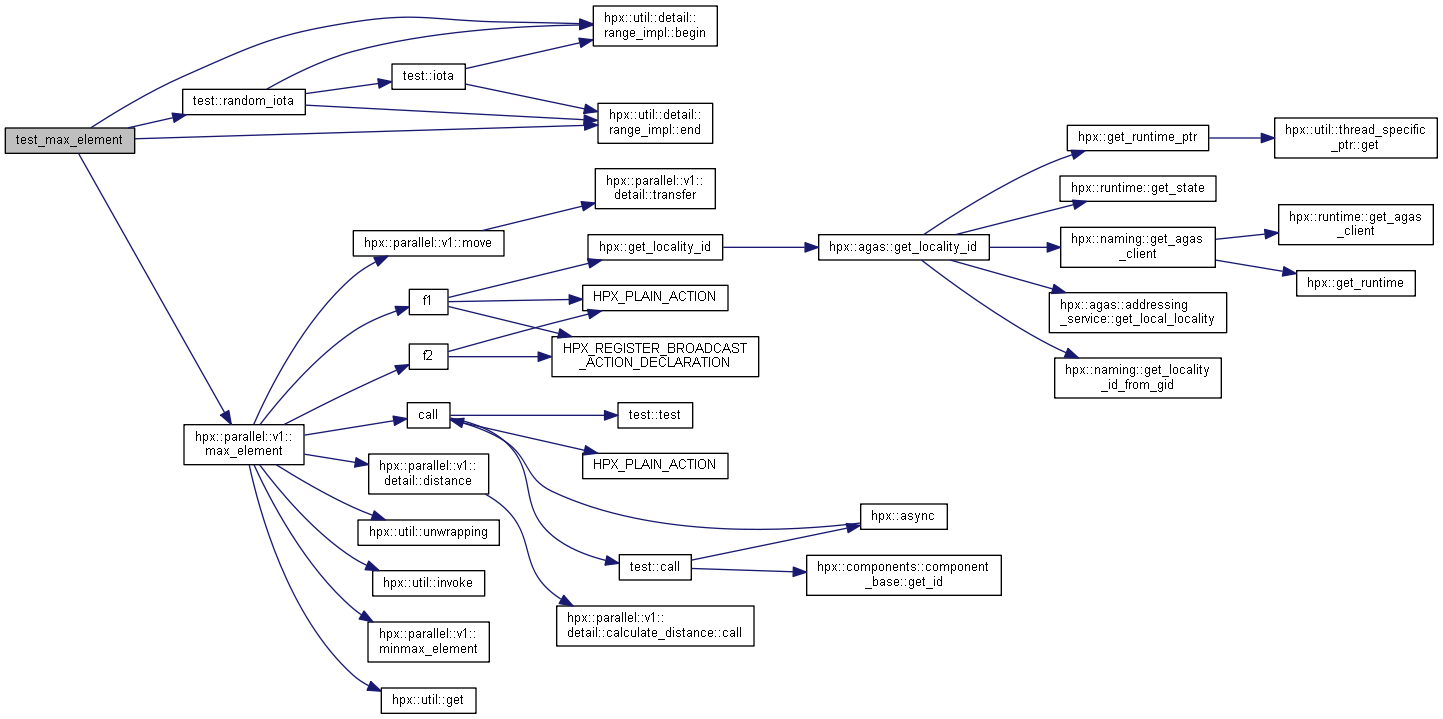 test_max_element
test::random_iota
test::iota
hpx::util::detail::
range_impl::begin
hpx::util::detail::
range_impl::end
hpx::parallel::v1::
max_element
hpx::parallel::v1::move
hpx::parallel::v1::
detail::transfer
f1
f2
hpx::get_locality_id
HPX_PLAIN_ACTION
HPX_REGISTER_BROADCAST
_ACTION_DECLARATION
hpx::agas::get_locality_id
hpx::get_runtime_ptr
hpx::util::thread_specific
_ptr::get
hpx::runtime::get_state
hpx::naming::get_agas
_client
hpx::runtime::get_agas
_client
hpx::get_runtime
hpx::agas::addressing
_service::get_local_locality
hpx::naming::get_locality
_id_from_gid
call
test::test
HPX_PLAIN_ACTION
hpx::parallel::v1::
detail::distance
hpx::util::unwrapping
hpx::async
test::call
hpx::components::component
_base::get_id
hpx::util::invoke
hpx::parallel::v1::
detail::calculate_distance::call
hpx::parallel::v1::
minmax_element
hpx::util::get